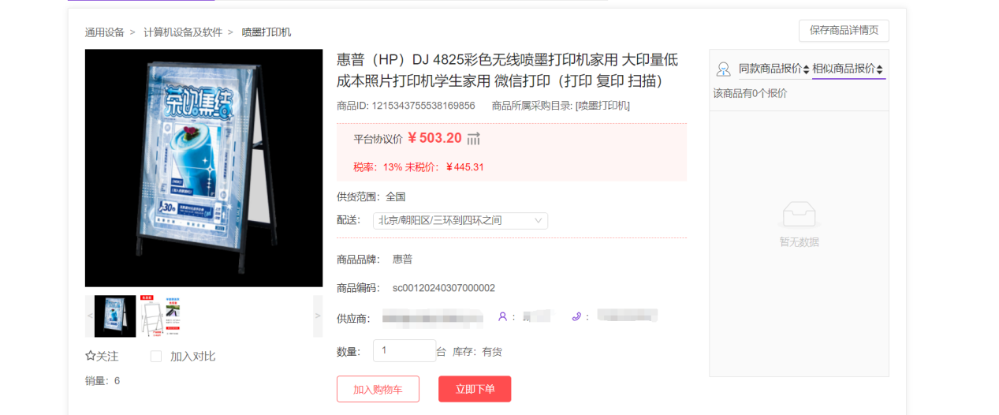 通用设备 > 计算机设备及软件 > 喷墨打印机
保存商品详情页
惠普（HP）DJ 4825彩色无线喷墨打印机家用 大印量低
成本照片打印机学生家用 微信打印（打印 复印 扫描）
商品ID: 1215343755538169856 商品所属采购目录: [喷墨打印机]
平台协议价 ¥503.20
税率：13% 未税价：¥445.31
供货范围：全国
配送： 北京/朝阳区/三环到四环之间
商品品牌： 惠普
商品编码： sc00120240307000002
供应商： ： ：
数量： 1 台 库存：有货
加入购物车 立即下单
茶饮集结
30
< >
关注 加入对比
销量：6
同款商品报价 相似商品报价
该商品有0个报价
暂无数据